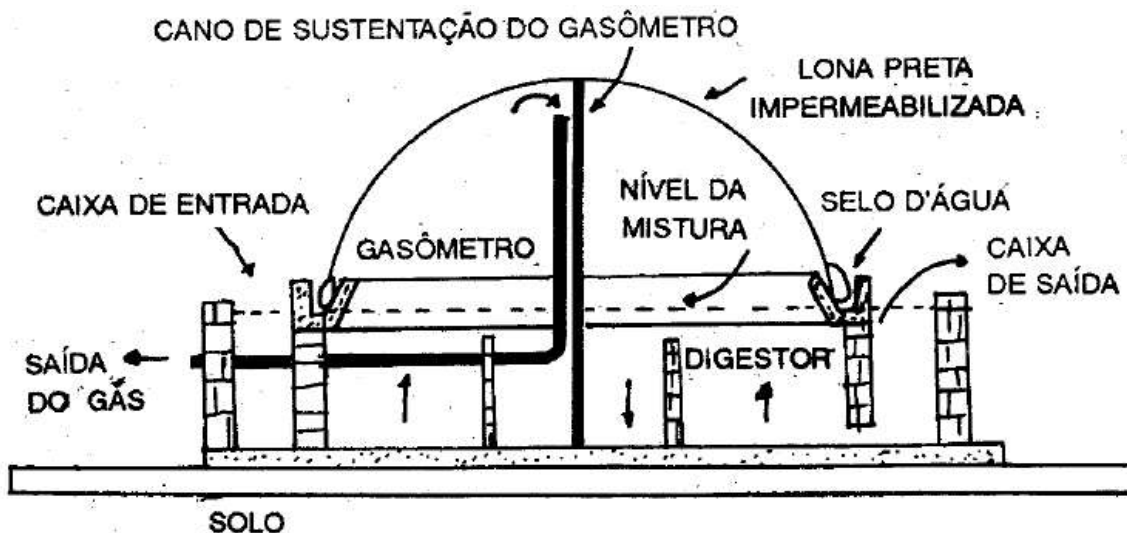 CANO DE SUSTENTAÇÃO DO GASÔMETRO
LONA PRETA
IMPERMEABILIZADA
CAIXA DE ENTRADA
NÍVEL DA
MISTURA
SELO D'ÁGUA
GASÔMETRO
CAIXA
DE SAÍDA
SAÍDA
DO GÁS
DIGESTOR
SOLO